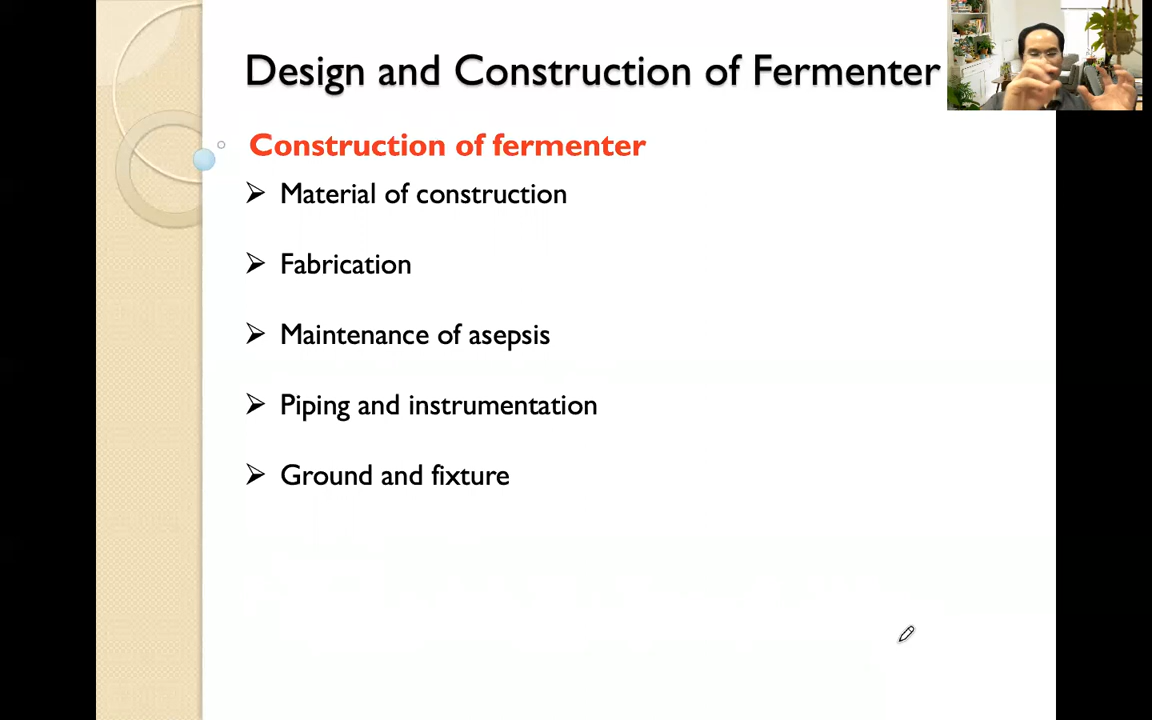 Design and Construction of Fermenter
Construction of fermenter
Material of construction
Fabrication
Maintenance of asepsis
Piping and instrumentation
Ground and fixture